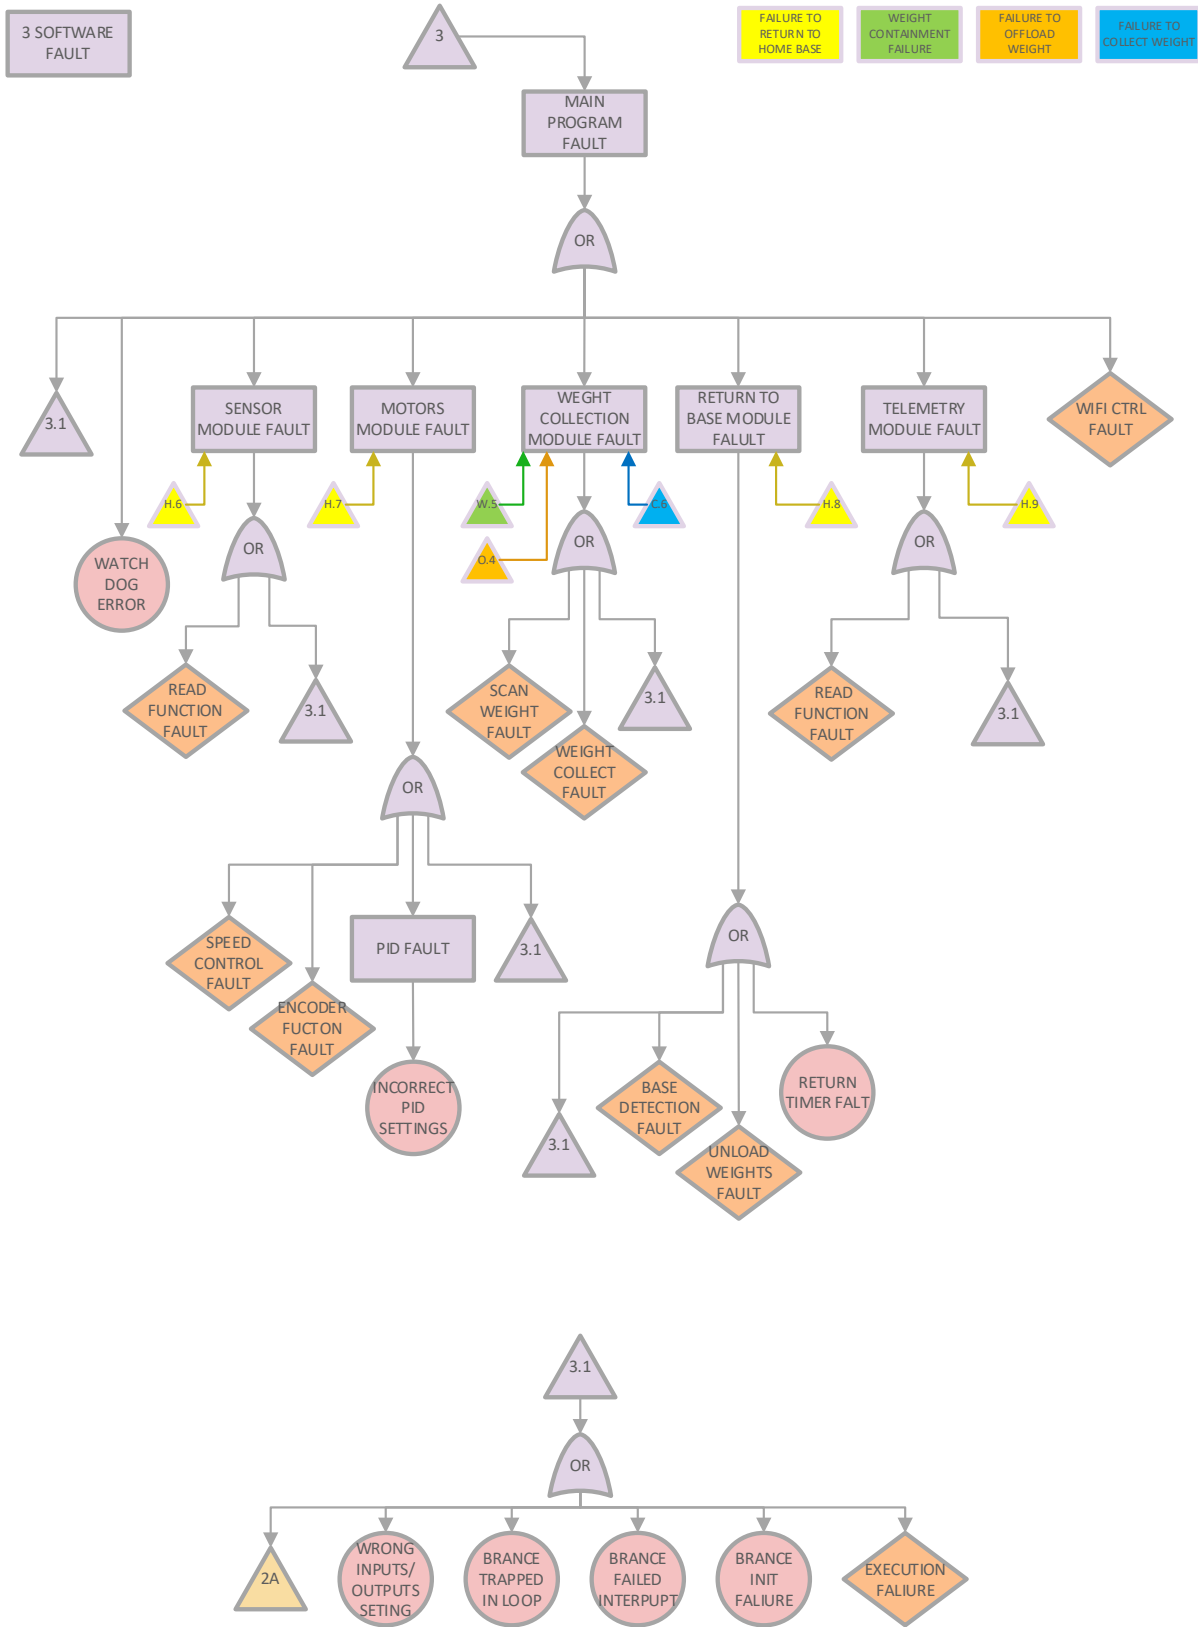 3 SOFTWARE
FAULT
3
FAILURE TO
RETURN TO
HOME BASE
WEIGHT
CONTAINMENT
FAILURE
FAILURE TO
OFFLOAD
WEIGHT
FAILURE TO
COLLECT WEIGHT
MAIN
PROGRAM
FAULT
OR
3.1
SENSOR
MODULE FAULT
MOTORS
MODULE FAULT
WEGHT
COLLECTION
MODULE FAULT
RETURN TO
BASE MODULE
FALULT
TELEMETRY
MODULE FAULT
WIFI CTRL
FAULT
H.6
H.7
W.5
C.6
H.8
H.9
O.4
WATCH
DOG
ERROR
OR
OR
OR
READ
FUNCTION
FAULT
3.1
SCAN
WEIGHT
FAULT
WEIGHT
COLLECT
FAULT
3.1
READ
FUNCTION
FAULT
3.1
OR
SPEED
CONTROL
FAULT
ENCODER
FUCTON
FAULT
PID FAULT
3.1
OR
INCORRECT
PID
SETTINGS
3.1
BASE
DETECTION
FAULT
UNLOAD
WEIGHTS
FAULT
RETURN
TIMER FALT
3.1
OR
2A
WRONG
INPUTS/
OUTPUTS
SETING
BRANCE
TRAPPED
IN LOOP
BRANCE
FAILED
INTERPUPT
BRANCE
INIT
FALIURE
EXECUTION
FALIURE